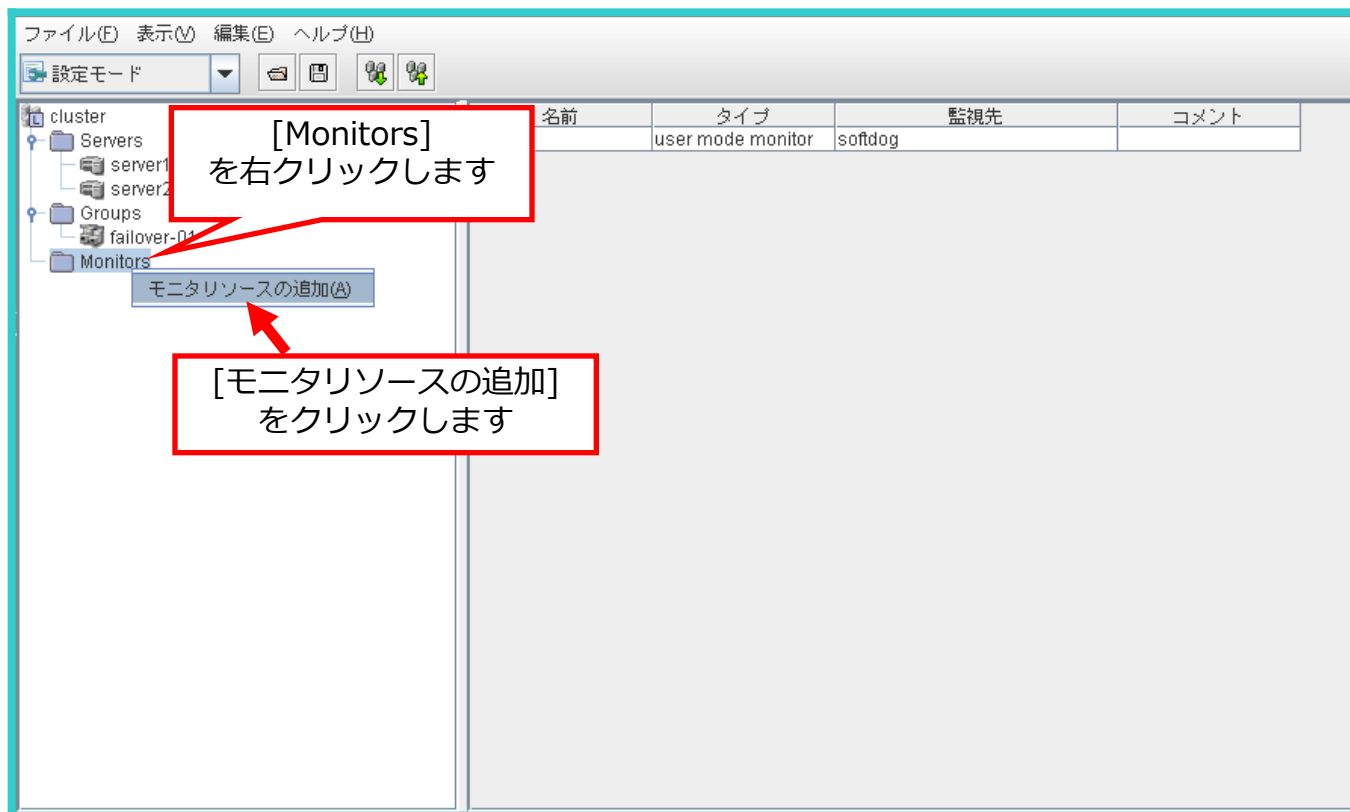 ファイル(F) 表示(V) 編集(E) ヘルプ(H)
設定モード
cluster
Servers
server1
server2
Groups
failover-01
Monitors
モニタリソースの追加(A)
[Monitors]
を右クリックします
[モニタリソースの追加]
をクリックします
名前 タイプ 監視先 コメント
user mode monitor softdog